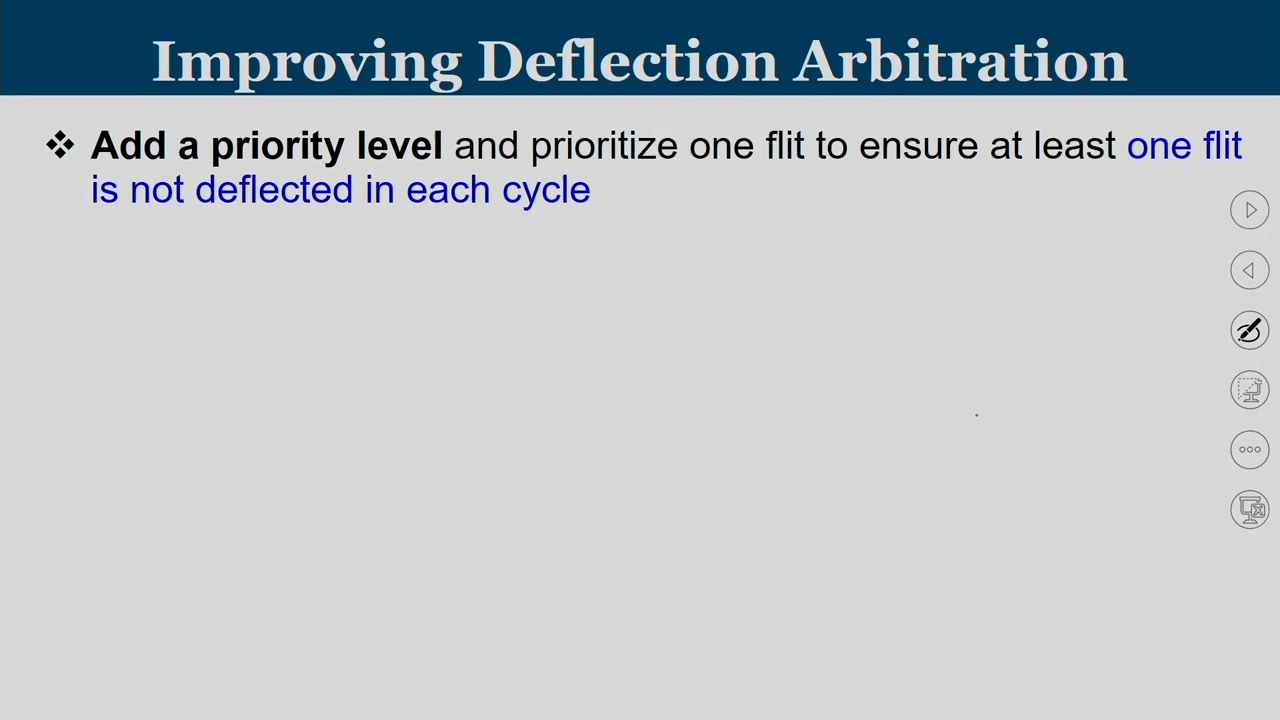 Improving Deflection Arbitration
❖ Add a priority level and prioritize one flit to ensure at least one flit
is not deflected in each cycle